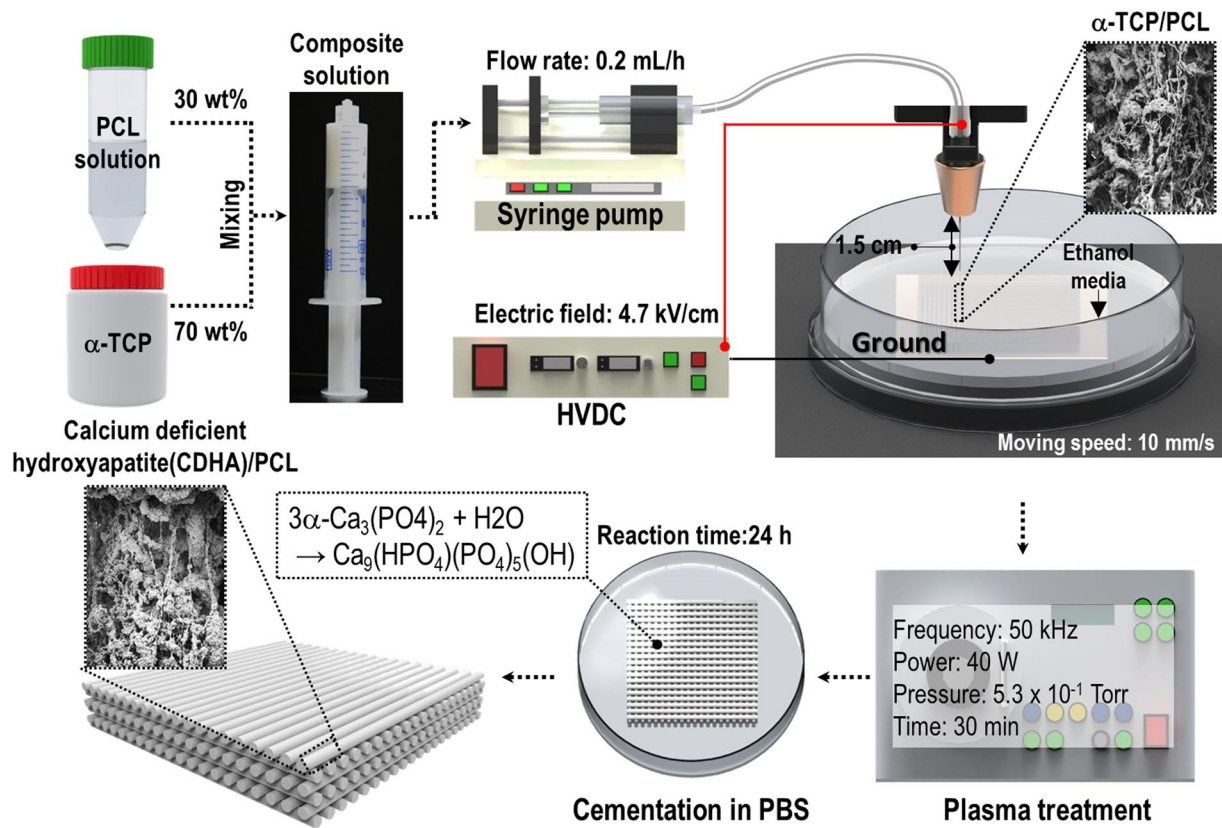 PCL
solution
30 wt%
Mixing
70 wt%
α-TCP
Composite
solution
Flow rate: 0.2 mL/h
Syringe pump
Electric field: 4.7 kV/cm
HVDC
α-TCP/PCL
1.5 cm
Ethanol
media
Ground
Moving speed: 10 mm/s
Frequency: 50 kHz
Power: 40 W
Pressure: 5.3 x 10⁻¹ Torr
Time: 30 min
Plasma treatment
Reaction time:24 h
Cementation in PBS
3α-Ca₃(PO4)₂ + H2O
→ Ca₉(HPO₄)(PO₄)₅(OH)
Calcium deficient
hydroxyapatite(CDHA)/PCL